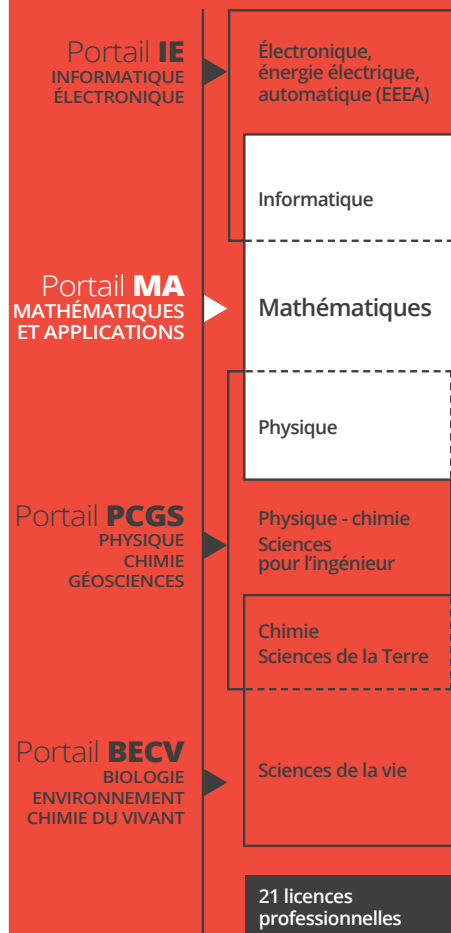 Portail IE
INFORMATIQUE
ÉLECTRONIQUE
Électronique,
énergie électrique,
automatique (EEEA)
Informatique
Portail MA
MATHÉMATIQUES
ET APPLICATIONS
Mathématiques
Physique
Portail PCGS
PHYSIQUE
CHIMIE
GÉOSCIENCES
Physique - chimie
Sciences
pour l'ingénieur
Chimie
Sciences de la Terre
Portail BECV
BIOLOGIE
ENVIRONNEMENT
CHIMIE DU VIVANT
Sciences de la vie
21 licences
professionnelles